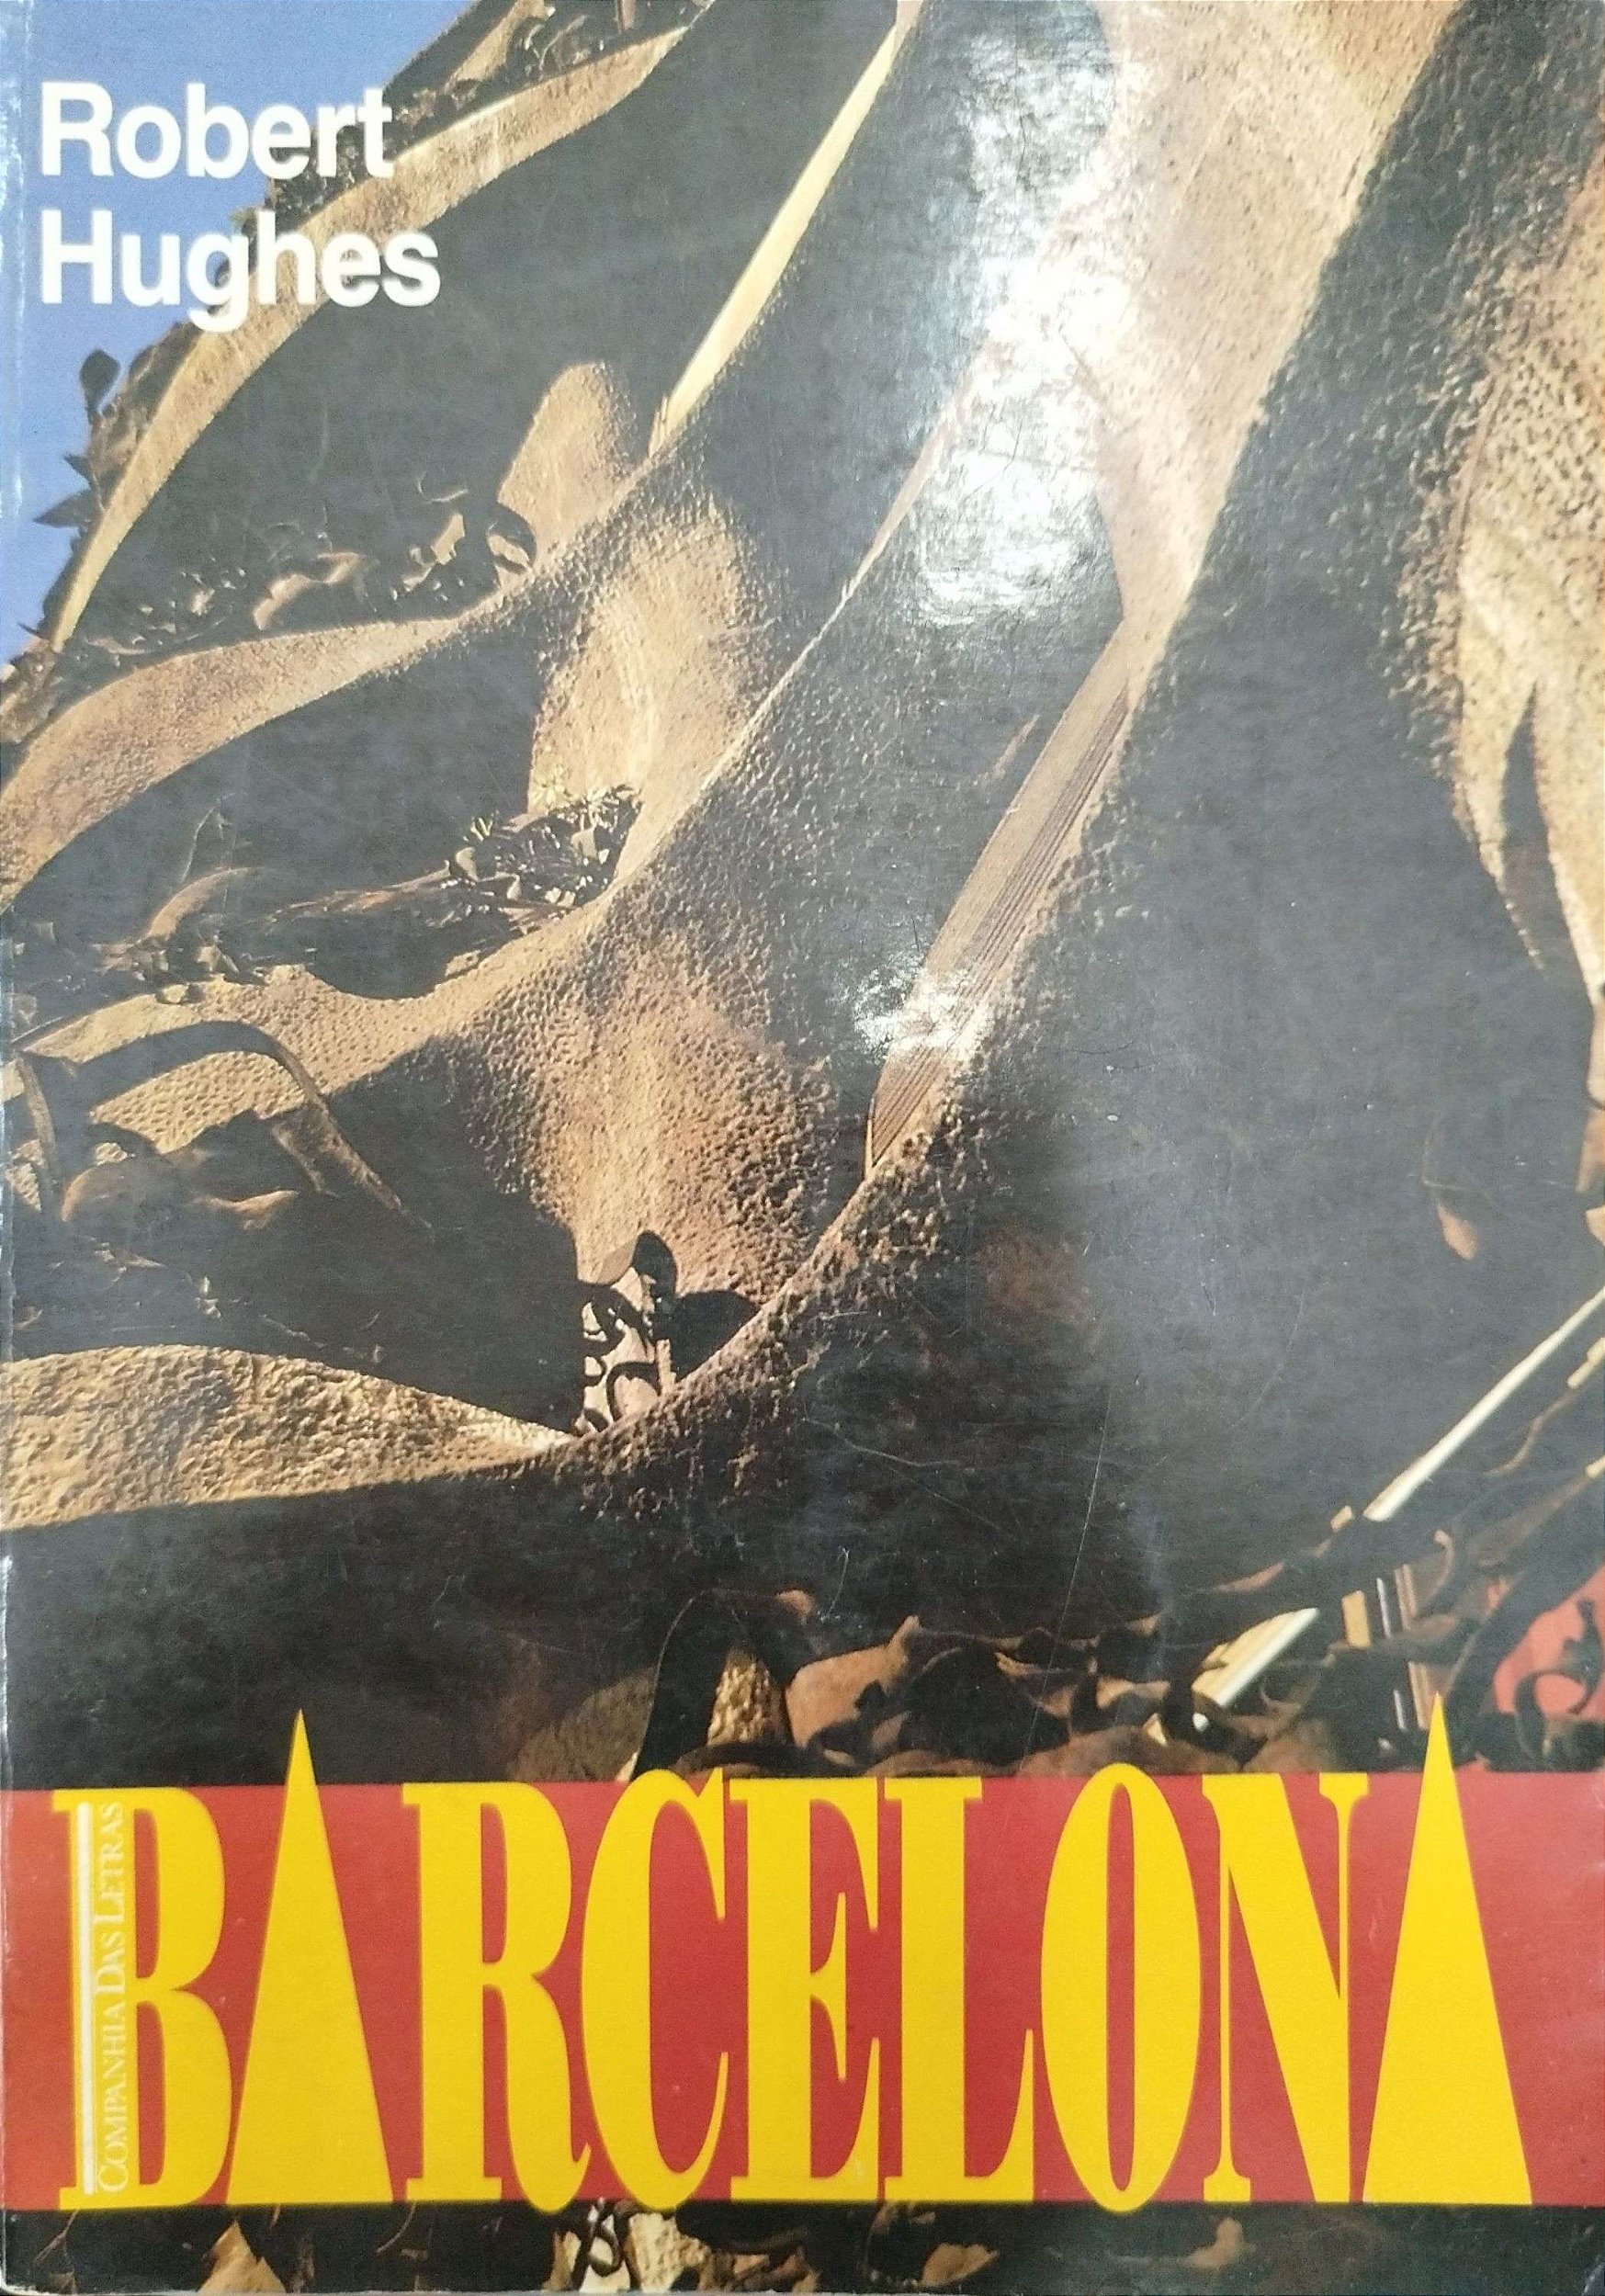 Robert
Hughes
BARCELONA
COMPANHIA DAS LETRAS